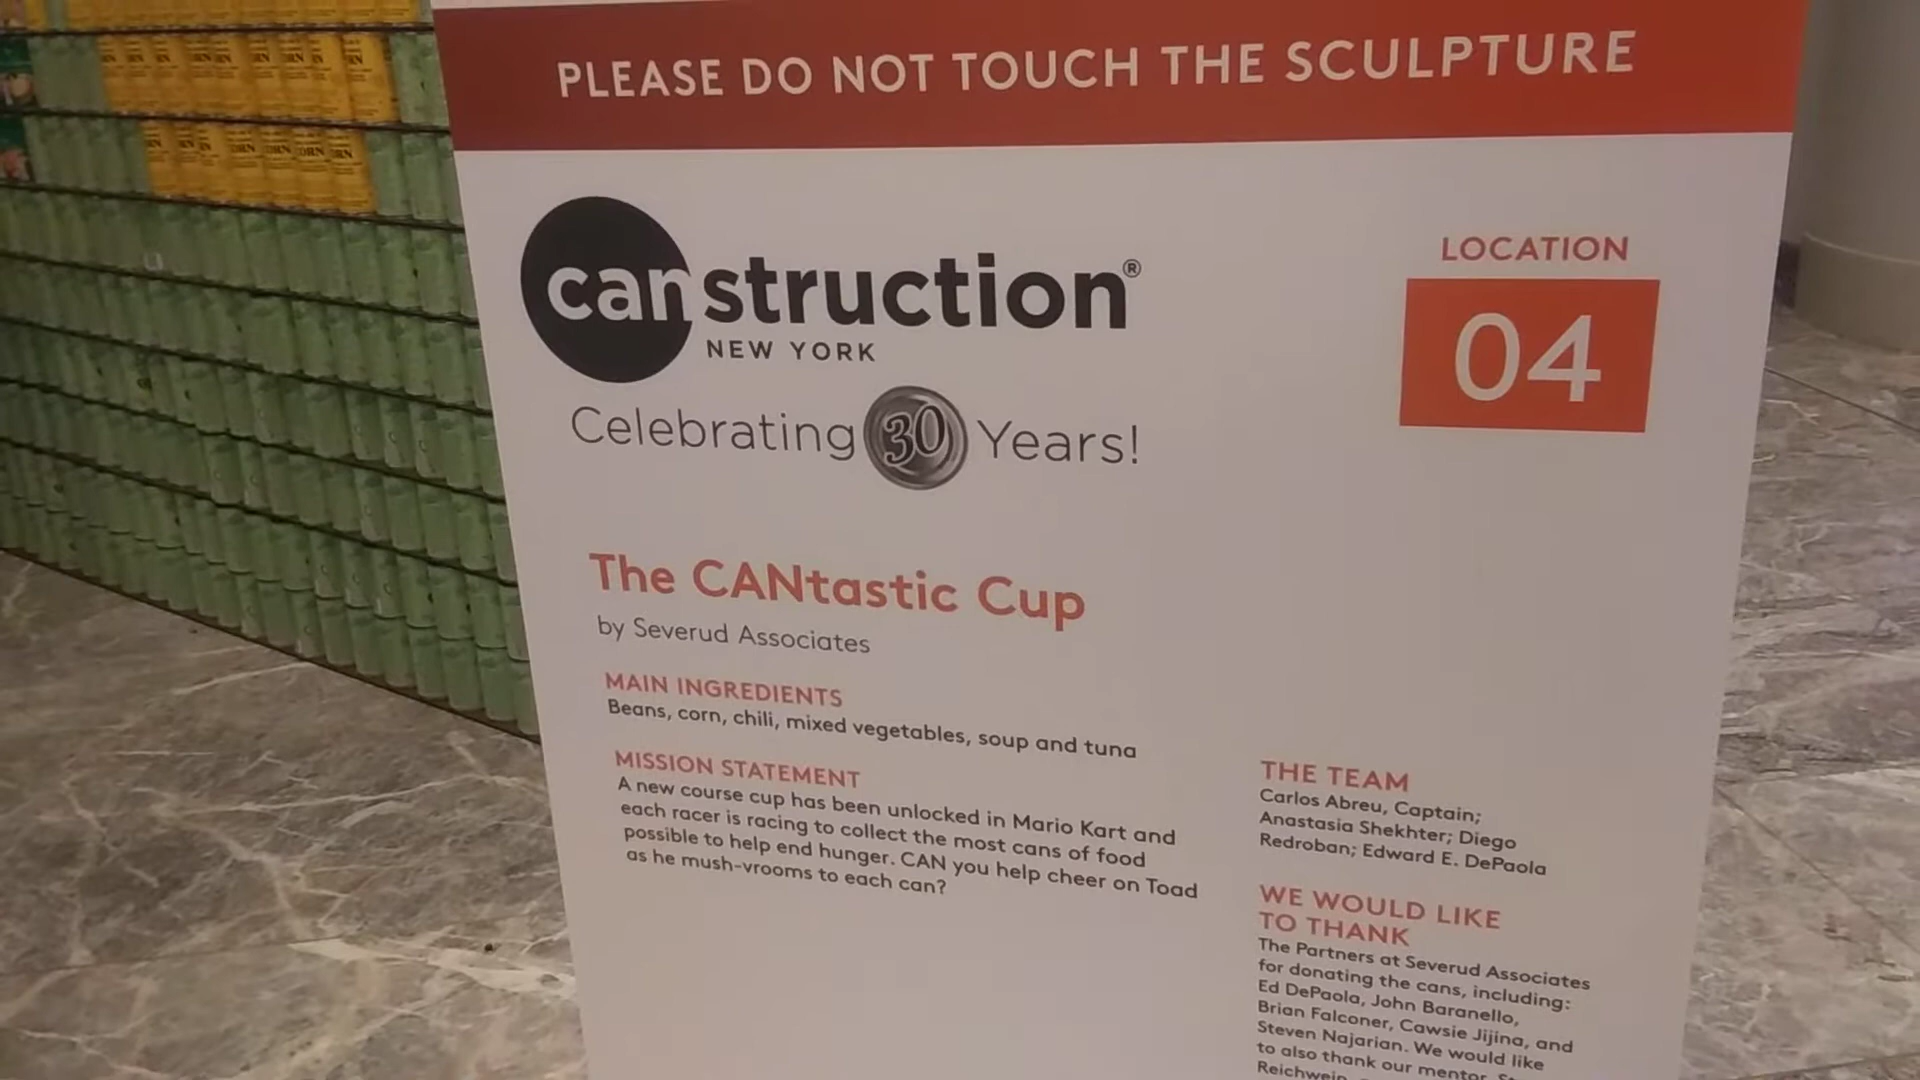 PLEASE DO NOT TOUCH THE SCULPTURE
canstruction®
NEW YORK
Celebrating 30 Years!
LOCATION
04
The CANtastic Cup
by Severud Associates
MAIN INGREDIENTS
Beans, corn, chili, mixed vegetables, soup and tuna
MISSION STATEMENT
A new course cup has been unlocked in Mario Kart and
each racer is racing to collect the most cans of food
possible to help end hunger. CAN you help cheer on Toad
as he mush-vrooms to each can?
THE TEAM
Carlos Abreu, Captain;
Anastasia Shekhter; Diego
Redroban; Edward E. DePaola
WE WOULD LIKE
TO THANK
The Partners at Severud Associates
for donating the cans, including:
Ed DePaola, John Baranello,
Brian Falconer, Cawsie Jijina, and
Steven Najarian. We would like
to also thank our mentor
Reichwein